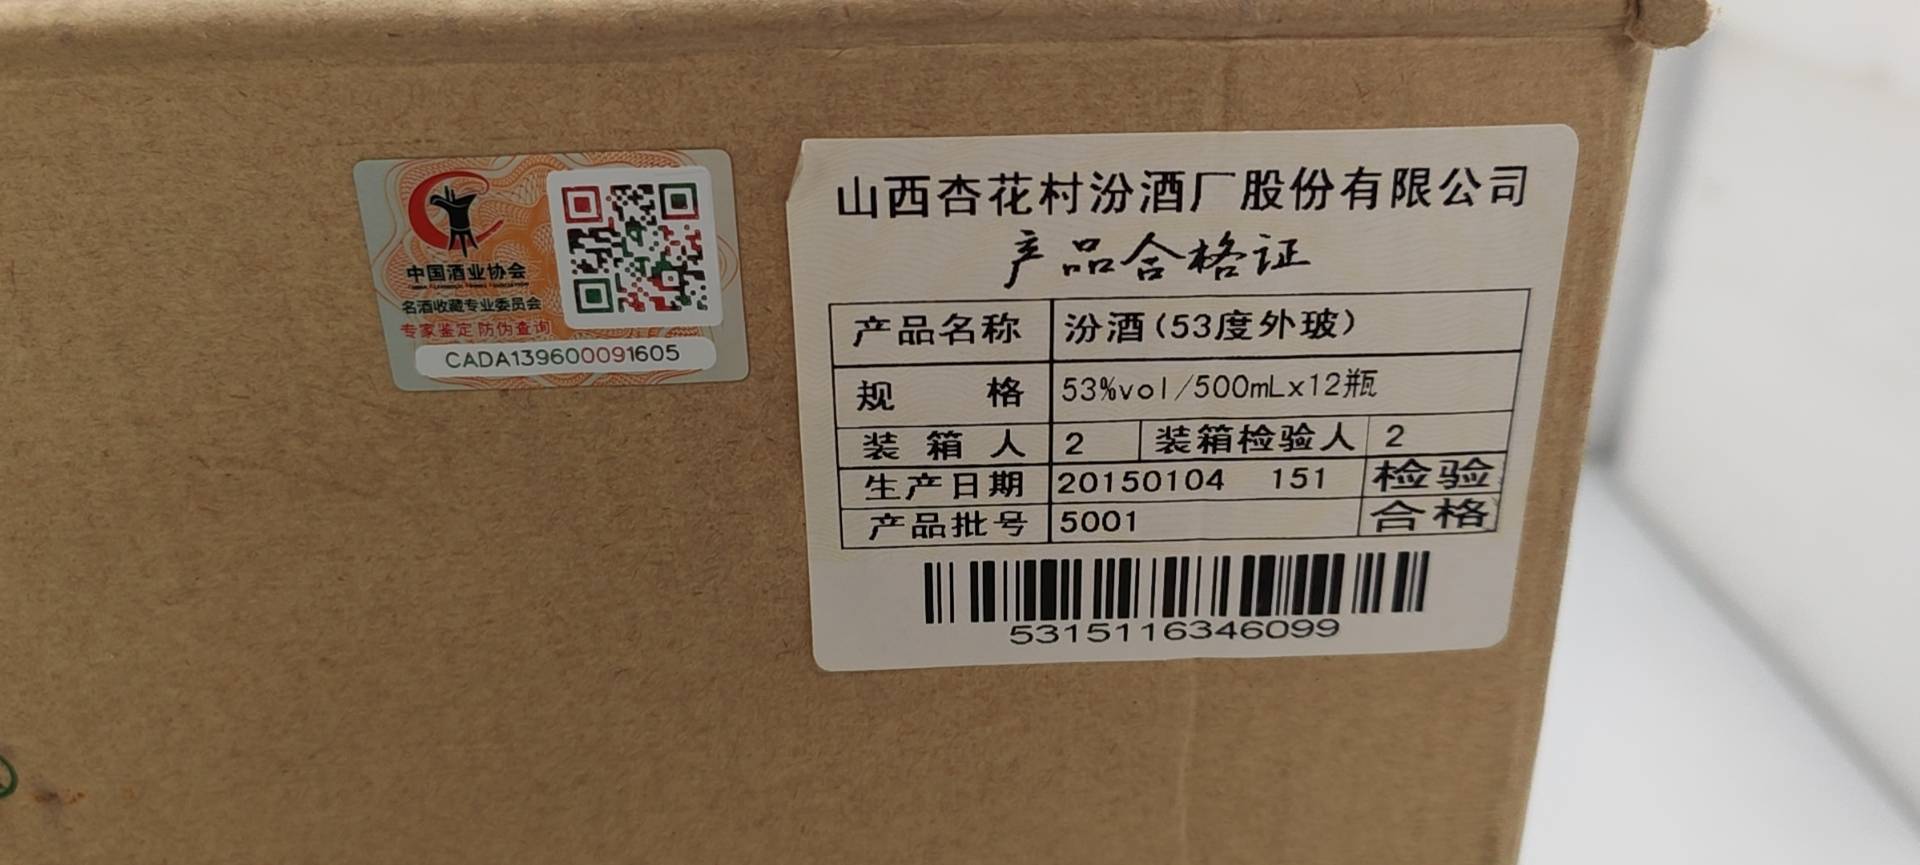 中国酒业协会
名酒收藏专业委员会
专家鉴定 防伪查询
CADA139600091605
山西杏花村汾酒厂股份有限公司
产品合格证
产品名称 汾酒(53度外玻)
规 格 53%vol/500mLx12瓶
装箱人 2 装箱检验人 2
生产日期 20150104 151 检验
产品批号 5001 合格
5315116346099